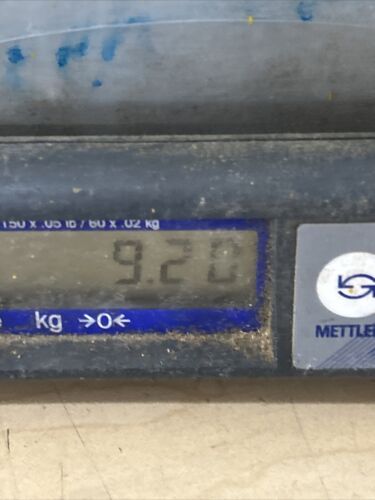 150 x .05 lb / 60 x .02 kg
9.20
kg →0←
METTLE